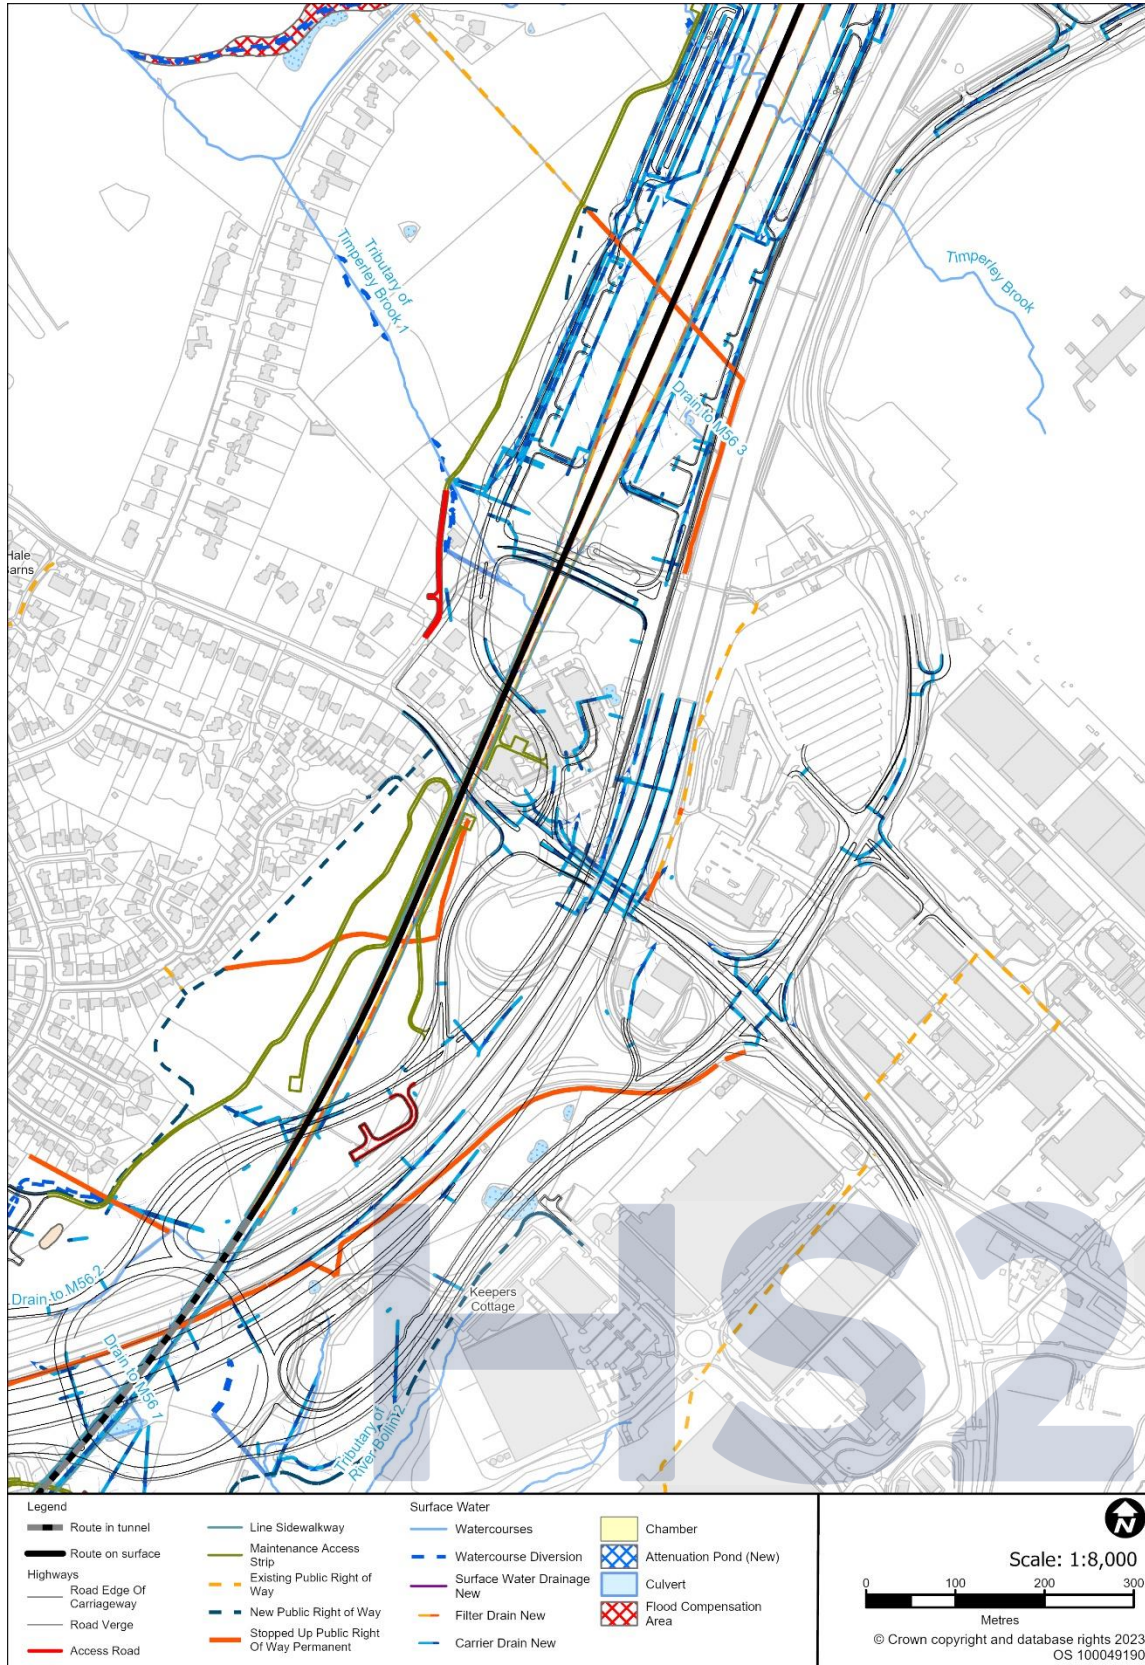 Tributary of
Timperley Brook 1
Timperley Brook
Drain to M56 3
Hale
Barns
Drain to M56 2
Keepers
Cottage
Drain to M56 1
Tributary of
River Bollin 2
HS2
Legend
Route in tunnel
Route on surface
Highways
Road Edge Of
Carriageway
Road Verge
Access Road
Line Sidewalkway
Maintenance Access
Strip
Existing Public Right of
Way
New Public Right of Way
Stopped Up Public Right
Of Way Permanent
Surface Water
Watercourses
Watercourse Diversion
Surface Water Drainage
New
Filter Drain New
Carrier Drain New
Chamber
Attenuation Pond (New)
Culvert
Flood Compensation
Area
N
Scale: 1:8,000
0 100 200 300
Metres
© Crown copyright and database rights 2023
OS 100049190